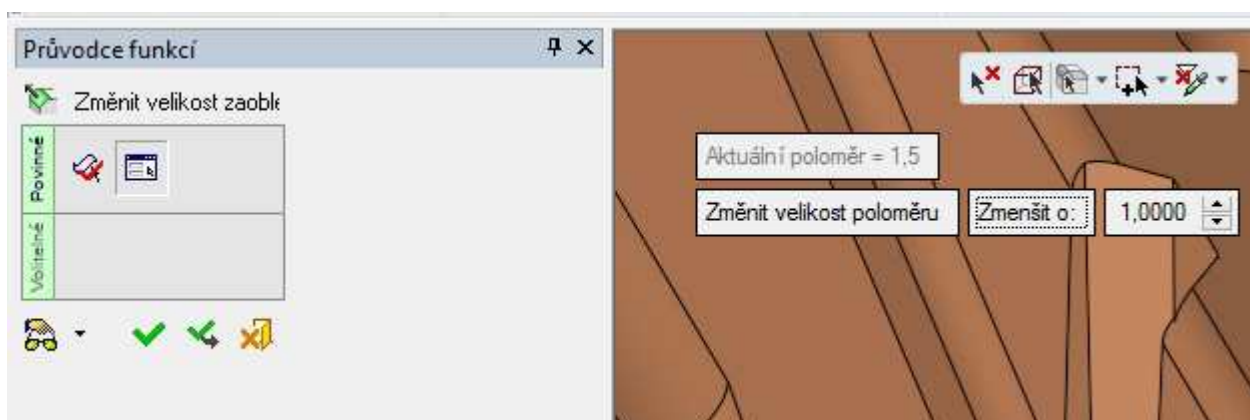 Průvodce funkcí
Změnit velikost zaoble
Povinné
Volitelné
Aktuální poloměr = 1,5
Změnit velikost poloměru Zmenšit o: 1,0000